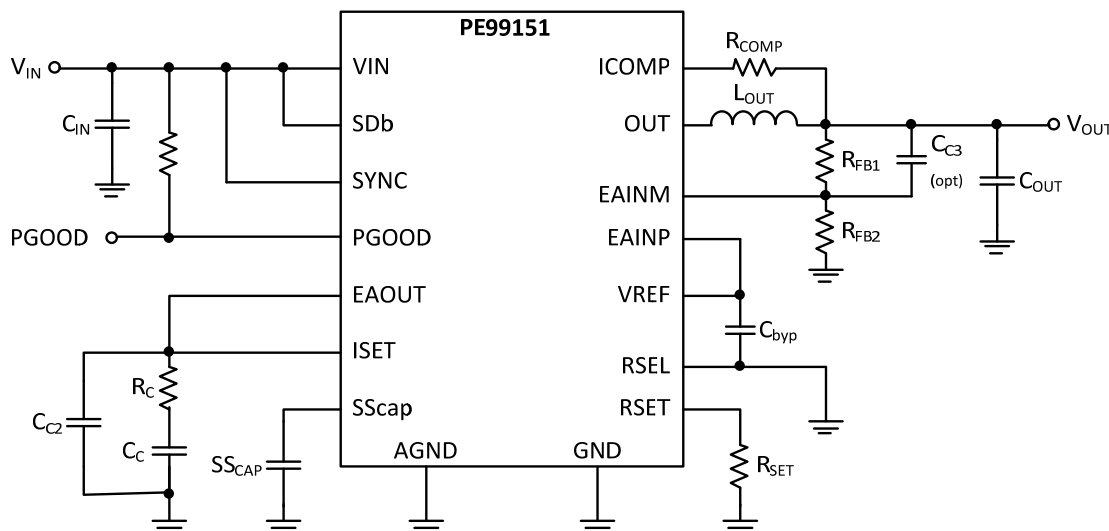 PE99151
VIN
CIN
VIN
SDb
SYNC
PGOOD
PGOOD
EAOUT
ISET
SScap
AGND
GND
ICOMP
OUT
EAINM
EAINP
VREF
RSEL
RSET
RCOMP
LOUT
RFB1
RFB2
CC3
(opt)
COUT
VOUT
Cbyp
RSET
RC
CC2
CC
SSCAP